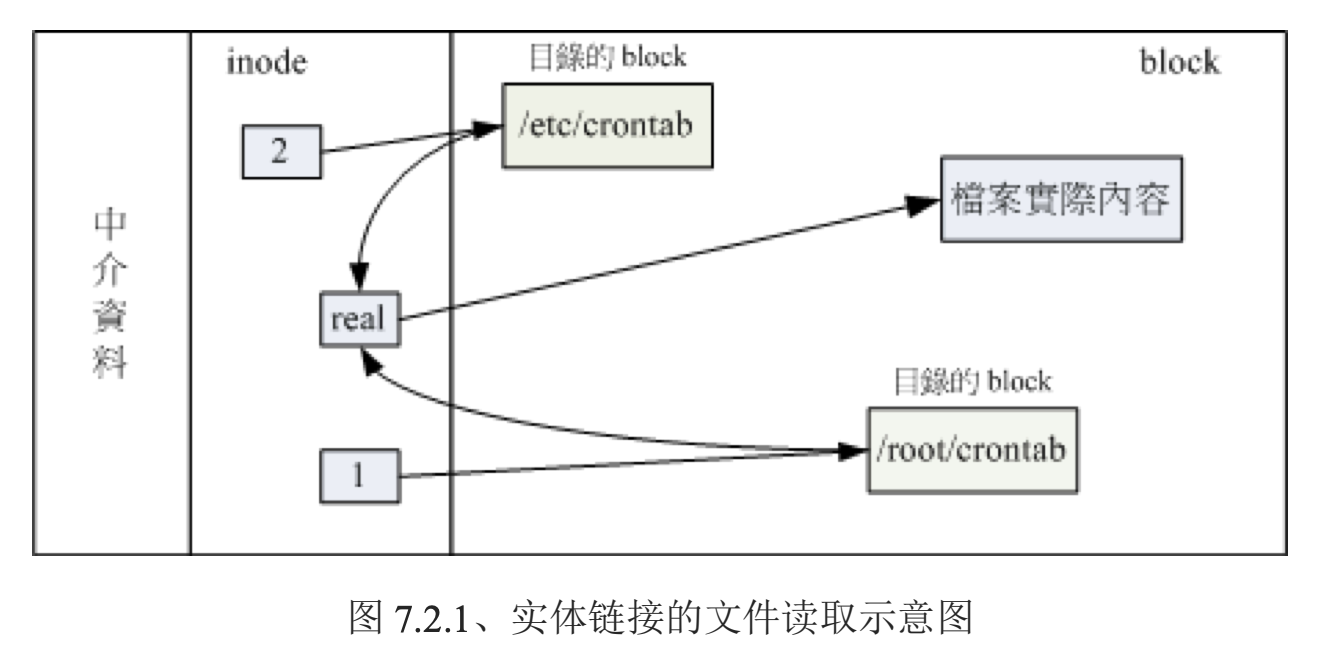 inode
目錄的 block
block
2
/etc/crontab
檔案實際內容
中介資料
real
目錄的 block
1
/root/crontab
图 7.2.1、实体链接的文件读取示意图